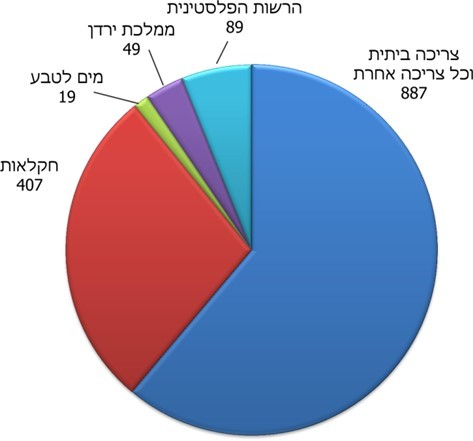 הרשות הפלסטינית
89
ממלכת ירדן
49
מים לטבע
19
חקלאות
407
צריכה ביתית
וכל צריכה אחרת
887